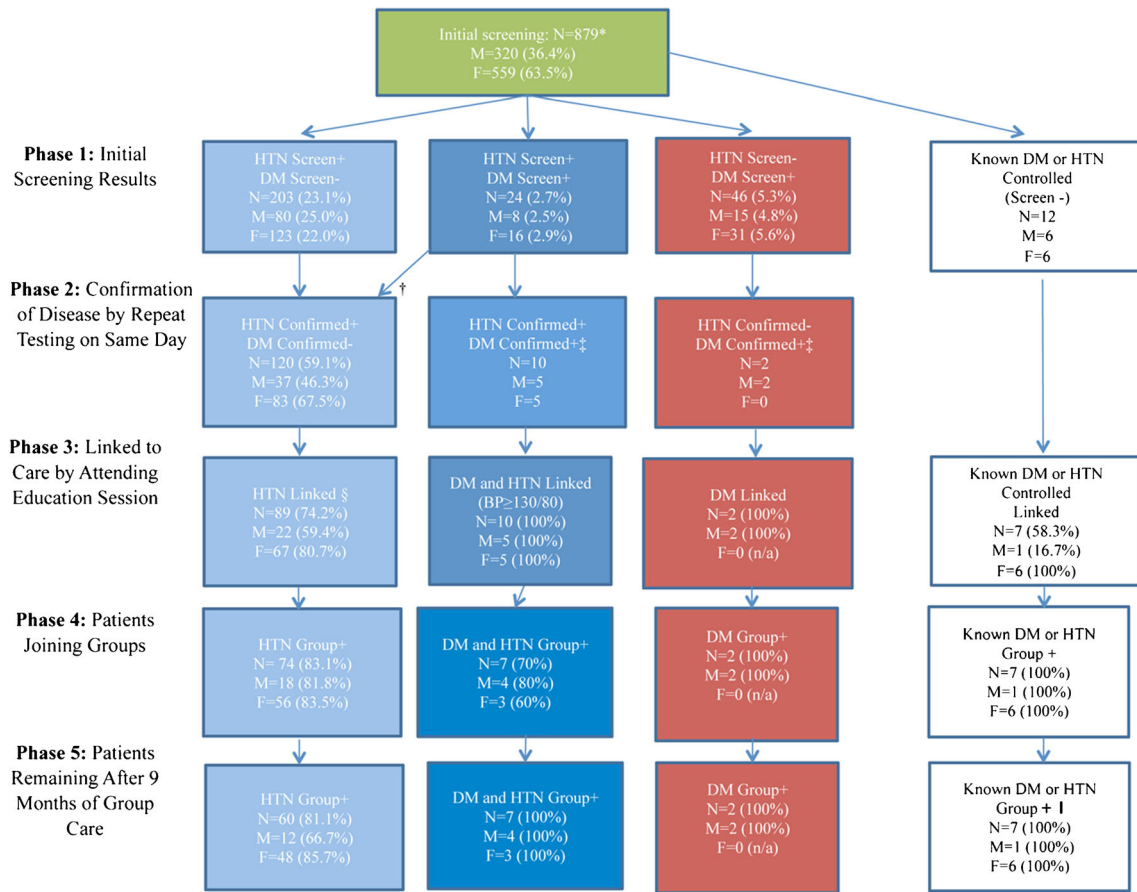 Initial screening: N=879*
M=320 (36.4%)
F=559 (63.5%)
Phase 1: Initial
Screening Results
HTN Screen+
DM Screen-
N=203 (23.1%)
M=80 (25.0%)
F=123 (22.0%)
HTN Screen+
DM Screen+
N=24 (2.7%)
M=8 (2.5%)
F=16 (2.9%)
HTN Screen-
DM Screen+
N=46 (5.3%)
M=15 (4.8%)
F=31 (5.6%)
Known DM or HTN
Controlled
(Screen -)
N=12
M=6
F=6
Phase 2: Confirmation
of Disease by Repeat
Testing on Same Day
†
HTN Confirmed+
DM Confirmed-
N=120 (59.1%)
M=37 (46.3%)
F=83 (67.5%)
HTN Confirmed+
DM Confirmed+‡
N=10
M=5
F=5
HTN Confirmed-
DM Confirmed+‡
N=2
M=2
F=0
Phase 3: Linked to
Care by Attending
Education Session
HTN Linked §
N=89 (74.2%)
M=22 (59.4%)
F=67 (80.7%)
DM and HTN Linked
(BP≥130/80)
N=10 (100%)
M=5 (100%)
F=5 (100%)
DM Linked
N=2 (100%)
M=2 (100%)
F=0 (n/a)
Known DM or HTN
Controlled
Linked
N=7 (58.3%)
M=1 (16.7%)
F=6 (100%)
Phase 4: Patients
Joining Groups
HTN Group+
N= 74 (83.1%)
M=18 (81.8%)
F=56 (83.5%)
DM and HTN Group+
N=7 (70%)
M=4 (80%)
F=3 (60%)
DM Group+
N=2 (100%)
M=2 (100%)
F=0 (n/a)
Known DM or HTN
Group +
N=7 (100%)
M=1 (100%)
F=6 (100%)
Phase 5: Patients
Remaining After 9
Months of Group
Care
HTN Group+
N=60 (81.1%)
M=12 (66.7%)
F=48 (85.7%)
DM and HTN Group+
N=7 (100%)
M=4 (100%)
F=3 (100%)
DM Group+
N=2 (100%)
M=2 (100%)
F=0 (n/a)
Known DM or HTN
Group + I
N=7 (100%)
M=1 (100%)
F=6 (100%)